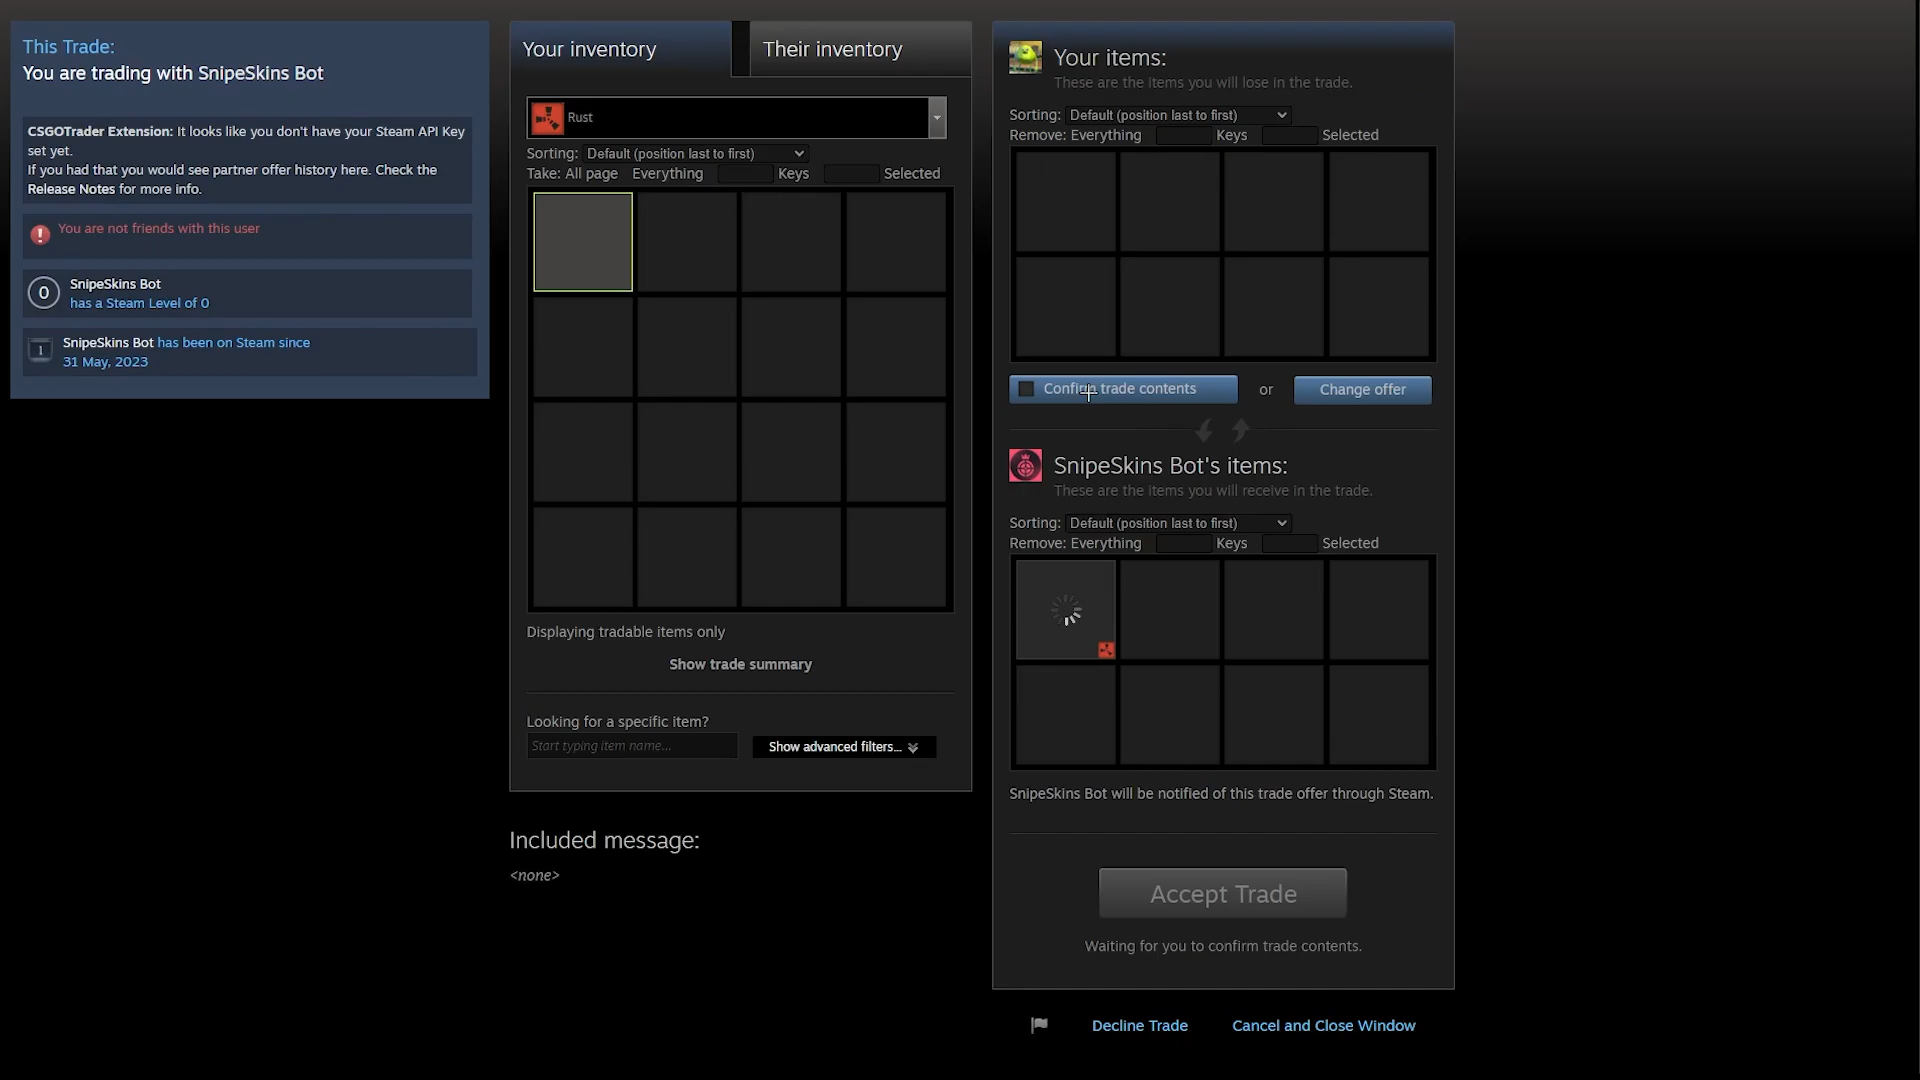 This Trade:
You are trading with SnipeSkins Bot
CSGOTrader Extension: It looks like you don't have your Steam API Key
set yet.
If you had that you would see partner offer history here. Check the
Release Notes for more info.
You are not friends with this user
0
SnipeSkins Bot
has a Steam Level of 0
1
SnipeSkins Bot has been on Steam since
31 May, 2023
Your inventory
Their inventory
Rust
Sorting: Default (position last to first)
Take: All page Everything Keys Selected
Displaying tradable items only
Show trade summary
Looking for a specific item?
Start typing item name...
Show advanced filters...
Included message:
<none>
Your items:
These are the items you will lose in the trade.
Sorting: Default (position last to first)
Remove: Everything Keys Selected
Confirm trade contents
or
Change offer
SnipeSkins Bot's items:
These are the items you will receive in the trade.
Sorting: Default (position last to first)
Remove: Everything Keys Selected
SnipeSkins Bot will be notified of this trade offer through Steam.
Accept Trade
Waiting for you to confirm trade contents.
Decline Trade
Cancel and Close Window